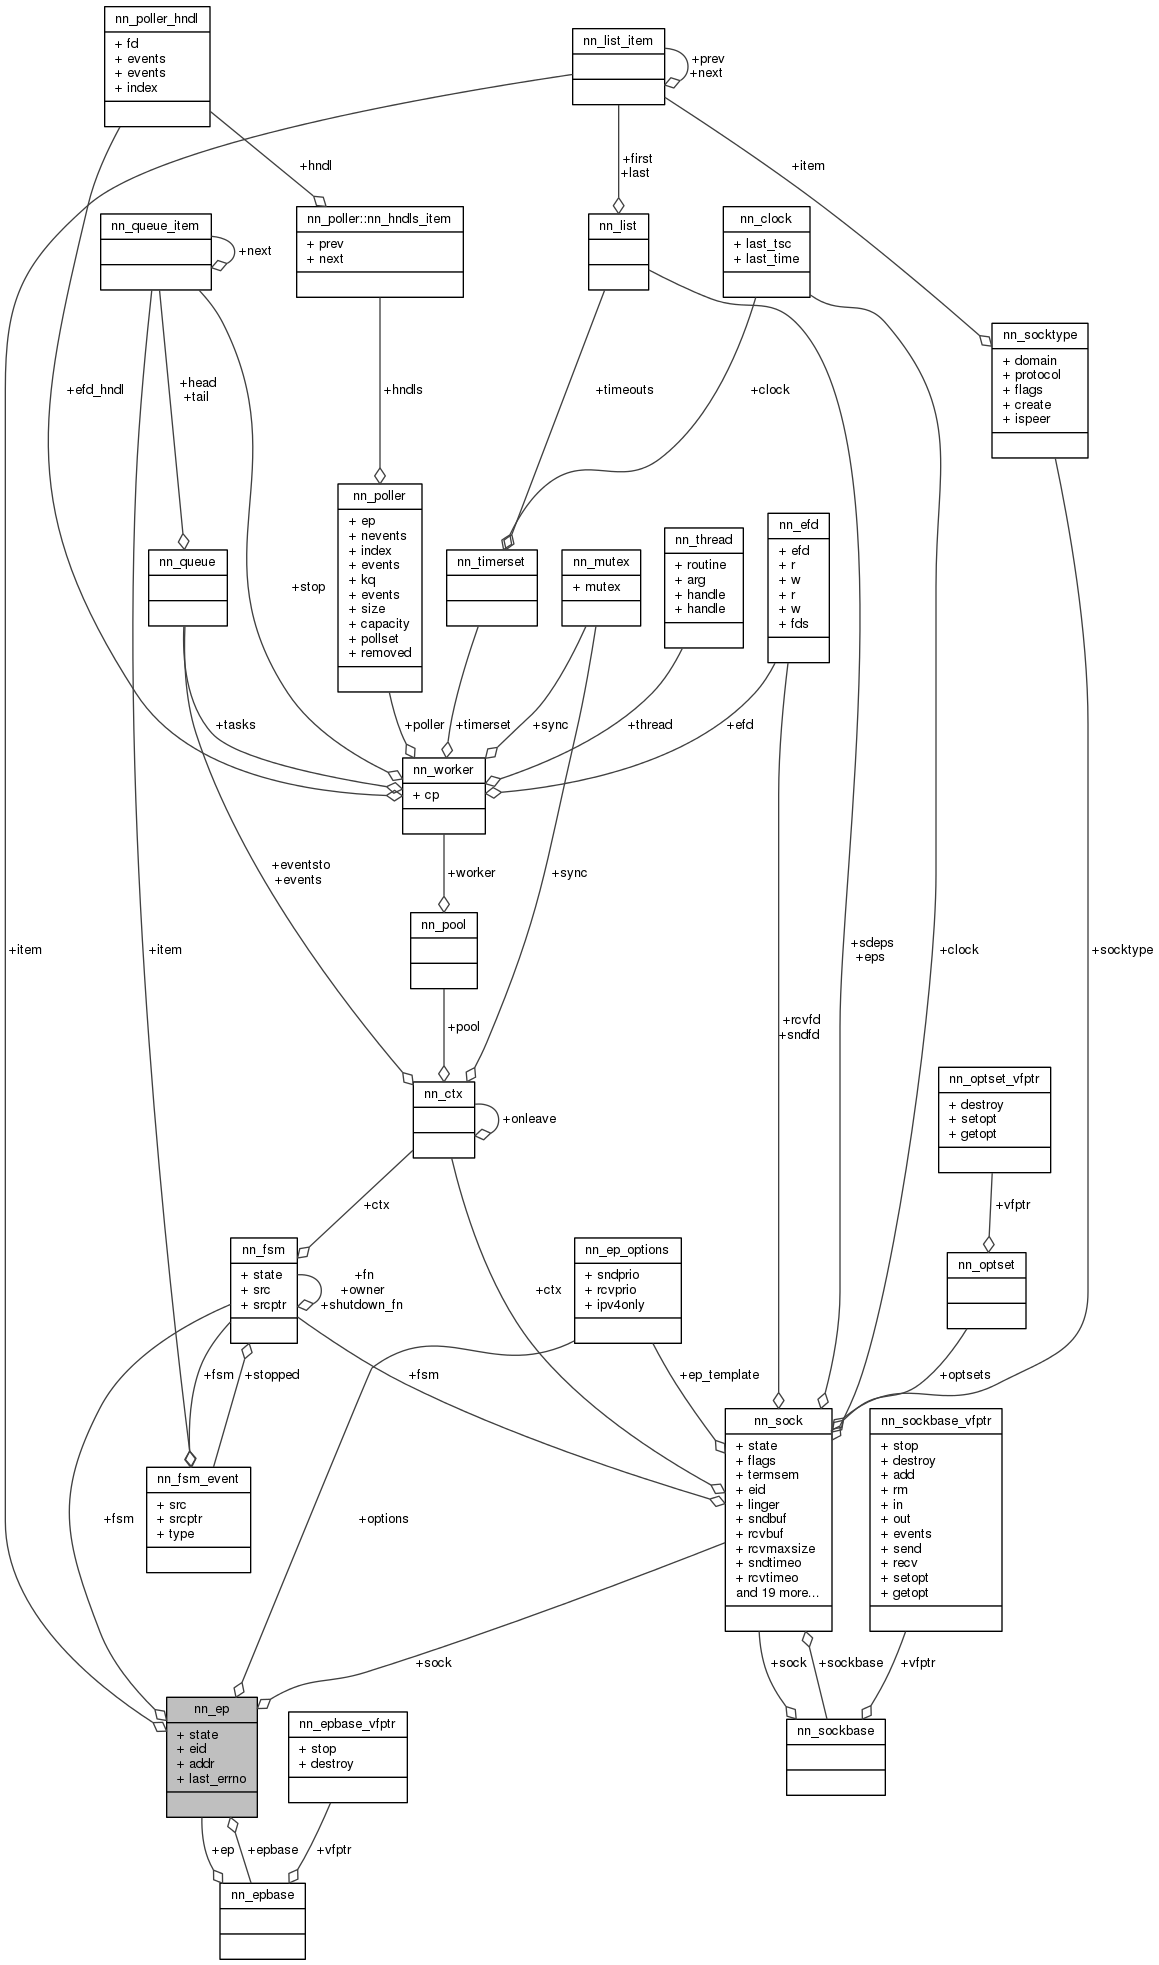 nn_poller_hndl
+ fd
+ events
+ events
+ index
nn_list_item
+prev
+next
+hndl
+first
+last
+item
nn_queue_item
+next
nn_poller::nn_hndls_item
+ prev
+ next
nn_list
nn_clock
+ last_tsc
+ last_time
nn_socktype
+ domain
+ protocol
+ flags
+ create
+ ispeer
+efd_hndl
+head
+tail
+hndls
+timeouts
+clock
nn_poller
+ ep
+ nevents
+ index
+ events
+ kq
+ events
+ size
+ capacity
+ pollset
+ removed
nn_queue
+stop
nn_timerset
nn_mutex
+ mutex
nn_thread
+ routine
+ arg
+ handle
+ handle
nn_efd
+ efd
+ r
+ w
+ r
+ w
+ fds
+tasks
+poller
+timerset
+sync
+thread
+efd
nn_worker
+ cp
+eventsto
+events
+worker
+sync
nn_pool
+item
+item
+sdeps
+eps
+clock
+socktype
+pool
+rcvfd
+sndfd
nn_ctx
+onleave
nn_optset_vfptr
+ destroy
+ setopt
+ getopt
+ctx
+vfptr
nn_fsm
+ state
+ src
+ srcptr
+fn
+owner
+shutdown_fn
+ctx
nn_ep_options
+ sndprio
+ rcvprio
+ ipv4only
nn_optset
+fsm
+stopped
+fsm
+ep_template
+optsets
nn_fsm_event
+ src
+ srcptr
+ type
nn_sock
+ state
+ flags
+ termsem
+ eid
+ linger
+ sndbuf
+ rcvbuf
+ rcvmaxsize
+ sndtimeo
+ rcvtimeo
and 19 more...
nn_sockbase_vfptr
+ stop
+ destroy
+ add
+ rm
+ in
+ out
+ events
+ send
+ recv
+ setopt
+ getopt
+fsm
+options
+sock
+sock
+sockbase
+vfptr
nn_ep
+ state
+ eid
+ addr
+ last_errno
nn_epbase_vfptr
+ stop
+ destroy
nn_sockbase
+ep
+epbase
+vfptr
nn_epbase